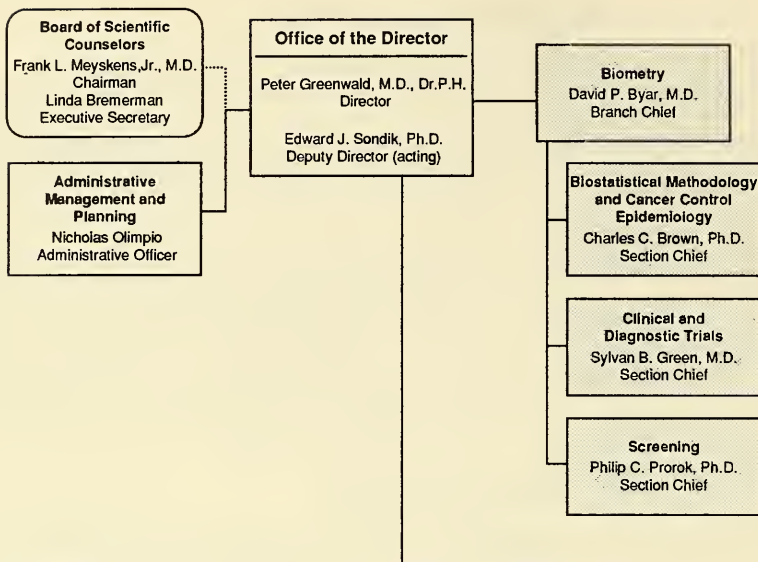 Board of Scientific
Counselors
Frank L. Meyskens,Jr., M.D.
Chairman
Linda Bremerman
Executive Secretary
Administrative
Management and
Planning
Nicholas Olimpio
Administrative Officer
Office of the Director
Peter Greenwald, M.D., Dr.P.H.
Director
Edward J. Sondik, Ph.D.
Deputy Director (acting)
Biometry
David P. Byar, M.D.
Branch Chief
Biostatistical Methodology
and Cancer Control
Epidemiology
Charles C. Brown, Ph.D.
Section Chief
Clinical and
Diagnostic Trials
Sylvan B. Green, M.D.
Section Chief
Screening
Philip C. Prorok, Ph.D.
Section Chief